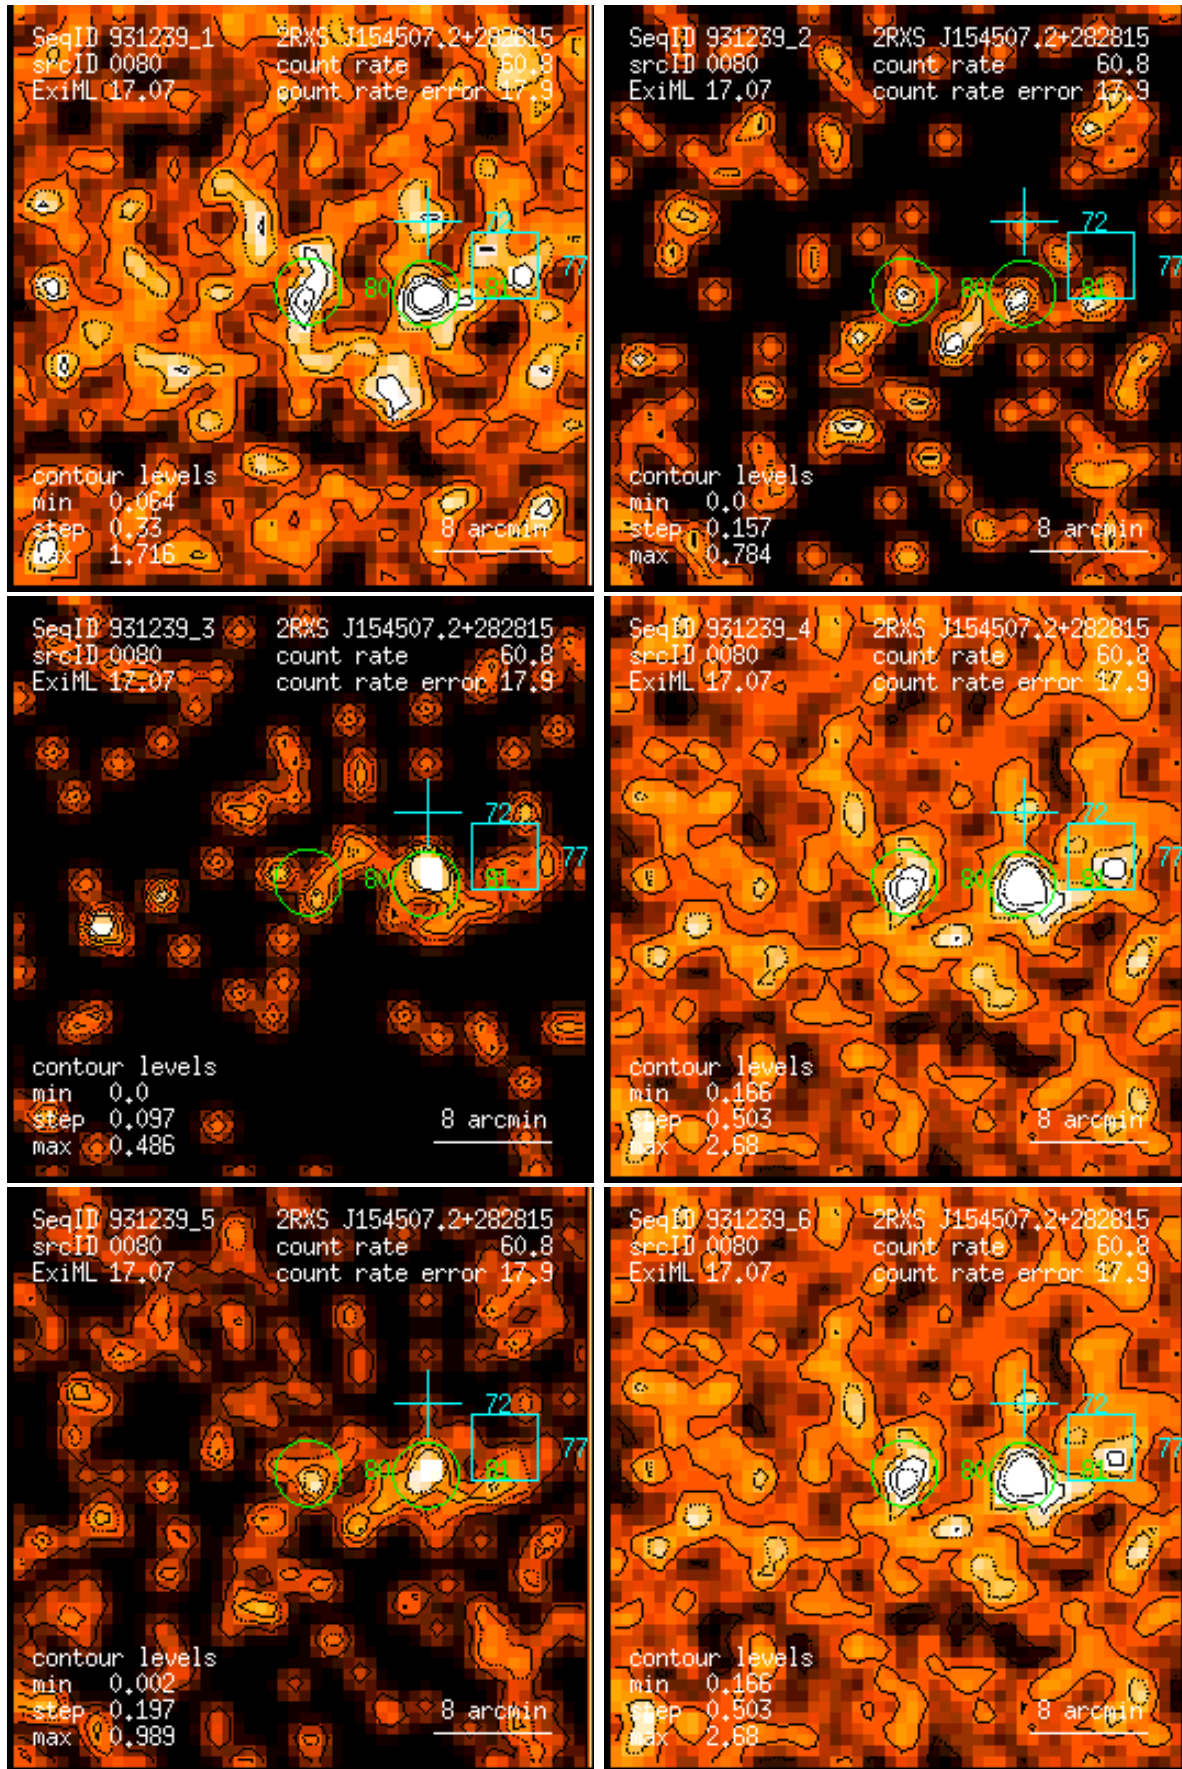 SeqID 931239_1 2RXS J154507.2+282815
srcID 0080 count rate 60.8
ExiML 17.07 count rate error 17.9
72
77
80 81
contour levels
min 0.064
step 0.33
max 1.716
8 arcmin
SeqID 931239_2 2RXS J154507.2+282815
srcID 0080 count rate 60.8
ExiML 17.07 count rate error 17.9
72
77
80 81
contour levels
min 0.0
step 0.157
max 0.784
8 arcmin
SeqID 931239_3 2RXS J154507.2+282815
srcID 0080 count rate 60.8
ExiML 17.07 count rate error 17.9
72
77
80 81
contour levels
min 0.0
step 0.097
max 0.486
8 arcmin
SeqID 931239_4 2RXS J154507.2+282815
srcID 0080 count rate 60.8
ExiML 17.07 count rate error 17.9
72
77
80 81
contour levels
min 0.166
step 0.503
max 2.68
8 arcmin
SeqID 931239_5 2RXS J154507.2+282815
srcID 0080 count rate 60.8
ExiML 17.07 count rate error 17.9
72
77
80 81
contour levels
min 0.002
step 0.197
max 0.989
8 arcmin
SeqID 931239_6 2RXS J154507.2+282815
srcID 0080 count rate 60.8
ExiML 17.07 count rate error 17.9
72
77
80 81
contour levels
min 0.166
step 0.503
max 2.68
8 arcmin